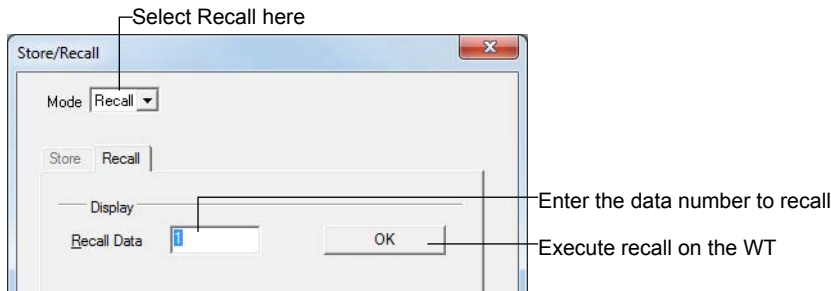 Select Recall here
Store/Recall
Mode Recall
Store Recall
Display
Enter the data number to recall
Recall Data 1 OK
Execute recall on the WT